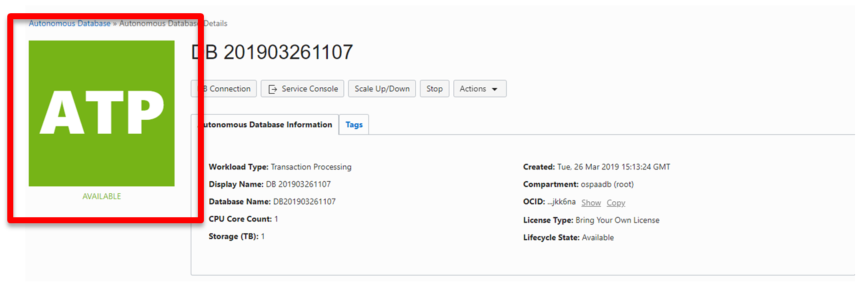 Autonomous Database » Autonomous Database Details
DB 201903261107
DB Connection Service Console Scale Up/Down Stop Actions
ATP
AVAILABLE
Autonomous Database Information Tags
Workload Type: Transaction Processing
Display Name: DB 201903261107
Database Name: DB201903261107
CPU Core Count: 1
Storage (TB): 1
Created: Tue, 26 Mar 2019 15:13:24 GMT
Compartment: ospaadb (root)
OCID: ...jkk6na Show Copy
License Type: Bring Your Own License
Lifecycle State: Available